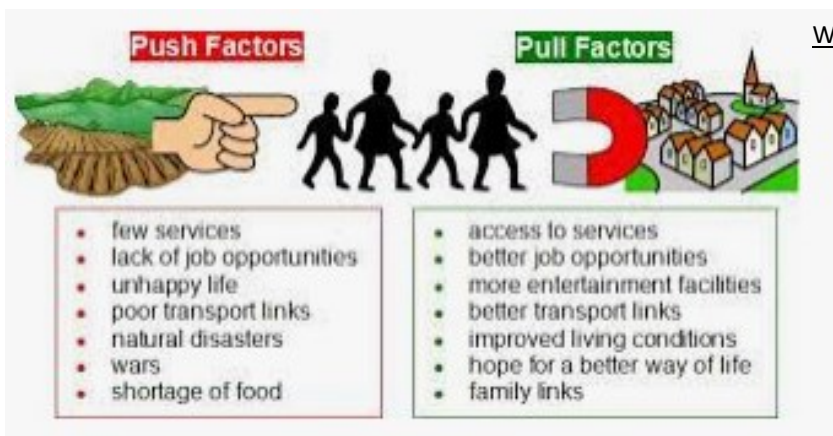 Push Factors
Pull Factors
W
• few services
• lack of job opportunities
• unhappy life
• poor transport links
• natural disasters
• wars
• shortage of food
• access to services
• better job opportunities
• more entertainment facilities
• better transport links
• improved living conditions
• hope for a better way of life
• family links